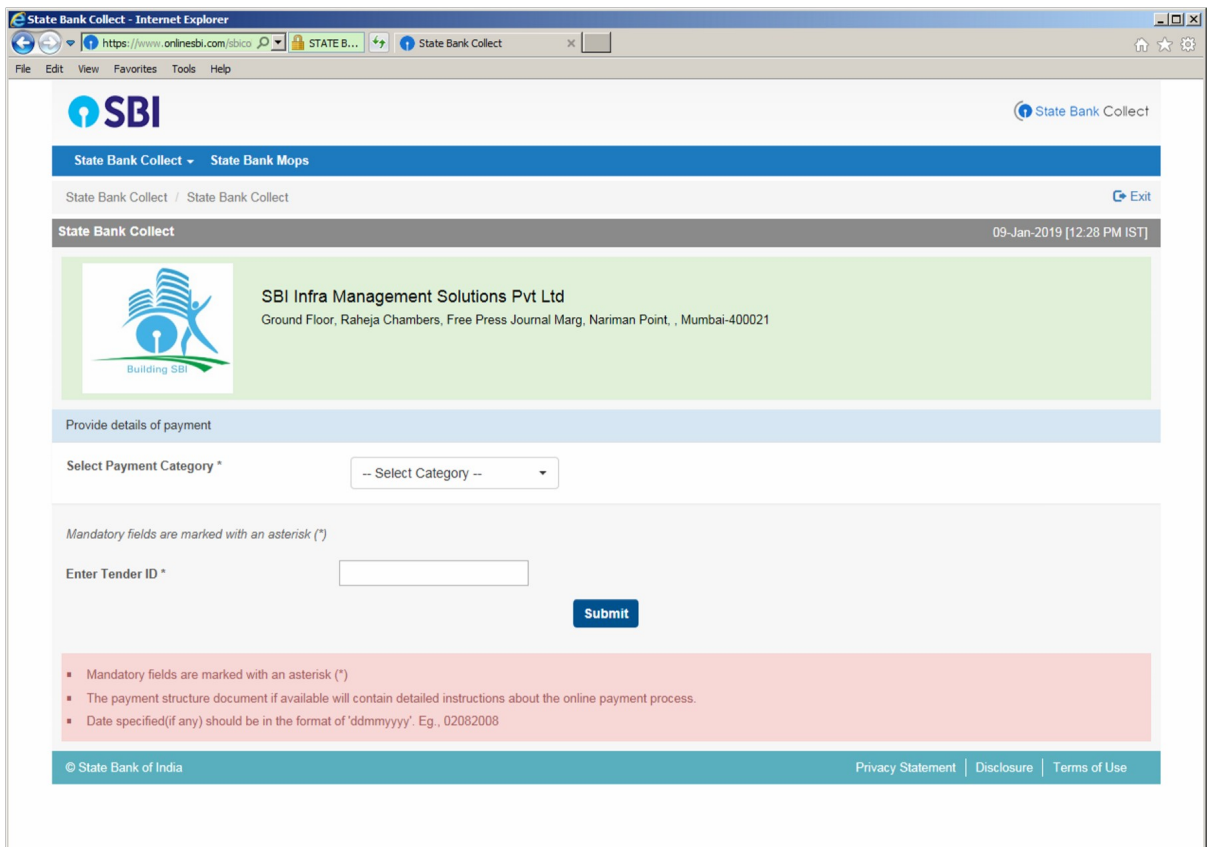 State Bank Collect - Internet Explorer
https://www.onlinesbi.com/sbico STATE B... State Bank Collect
File Edit View Favorites Tools Help
SBI
State Bank Collect
State Bank Collect State Bank Mops
State Bank Collect / State Bank Collect Exit
State Bank Collect 09-Jan-2019 [12:28 PM IST]
SBI Infra Management Solutions Pvt Ltd
Ground Floor, Raheja Chambers, Free Press Journal Marg, Nariman Point, , Mumbai-400021
Building SBI
Provide details of payment
Select Payment Category *
-- Select Category --
Mandatory fields are marked with an asterisk (*)
Enter Tender ID *
Submit
Mandatory fields are marked with an asterisk (*)
The payment structure document if available will contain detailed instructions about the online payment process.
Date specified(if any) should be in the format of 'ddmmyyyy'. Eg., 02082008
© State Bank of India Privacy Statement Disclosure Terms of Use